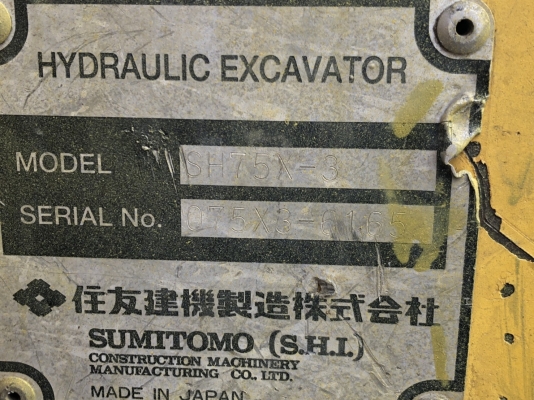 HYDRAULIC EXCAVATOR
MODEL SH75X-3
SERIAL No.
住友建機製造株式会社
SUMITOMO (S.H.I.)
CONSTRUCTION MACHINERY
MANUFACTURING CO., LTD.
MADE IN JAPAN